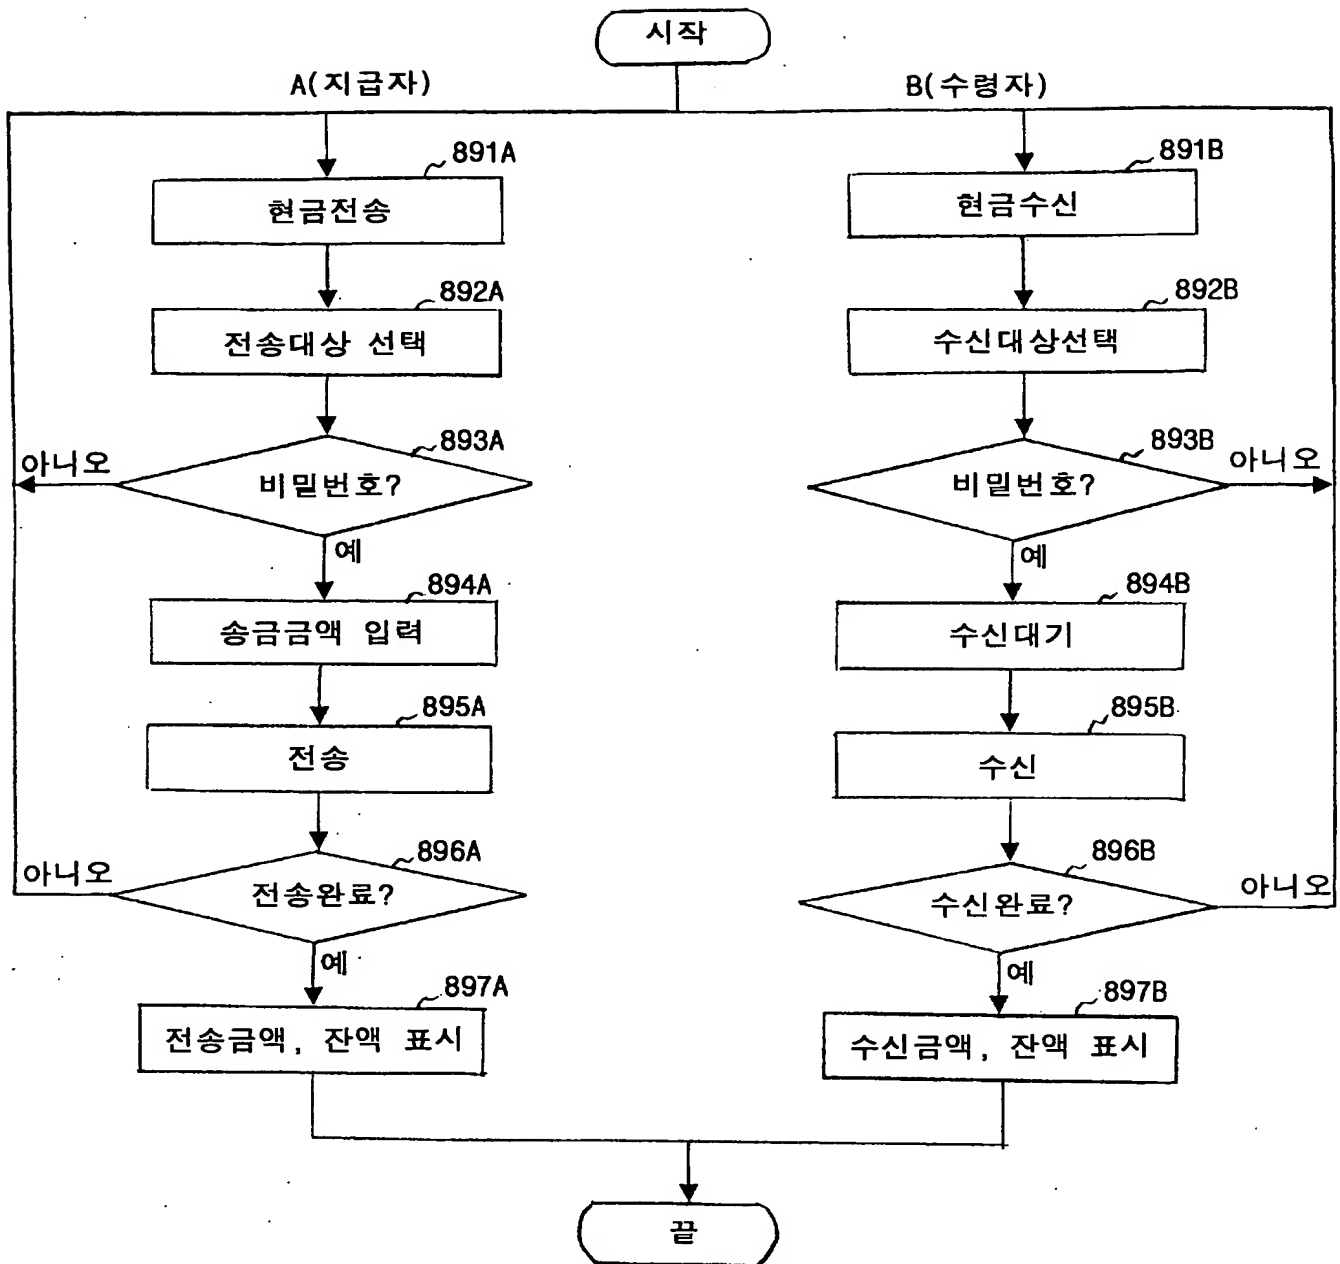 시작
A(지급자)
B(수령자)
891A
현금전송
892A
전송대상 선택
893A
비밀번호?
아니오
예
894A
송금금액 입력
895A
전송
896A
전송완료?
아니오
예
897A
전송금액, 잔액 표시
891B
현금수신
892B
수신대상선택
893B
비밀번호?
아니오
예
894B
수신대기
895B
수신
896B
수신완료?
아니오
예
897B
수신금액, 잔액 표시
끝